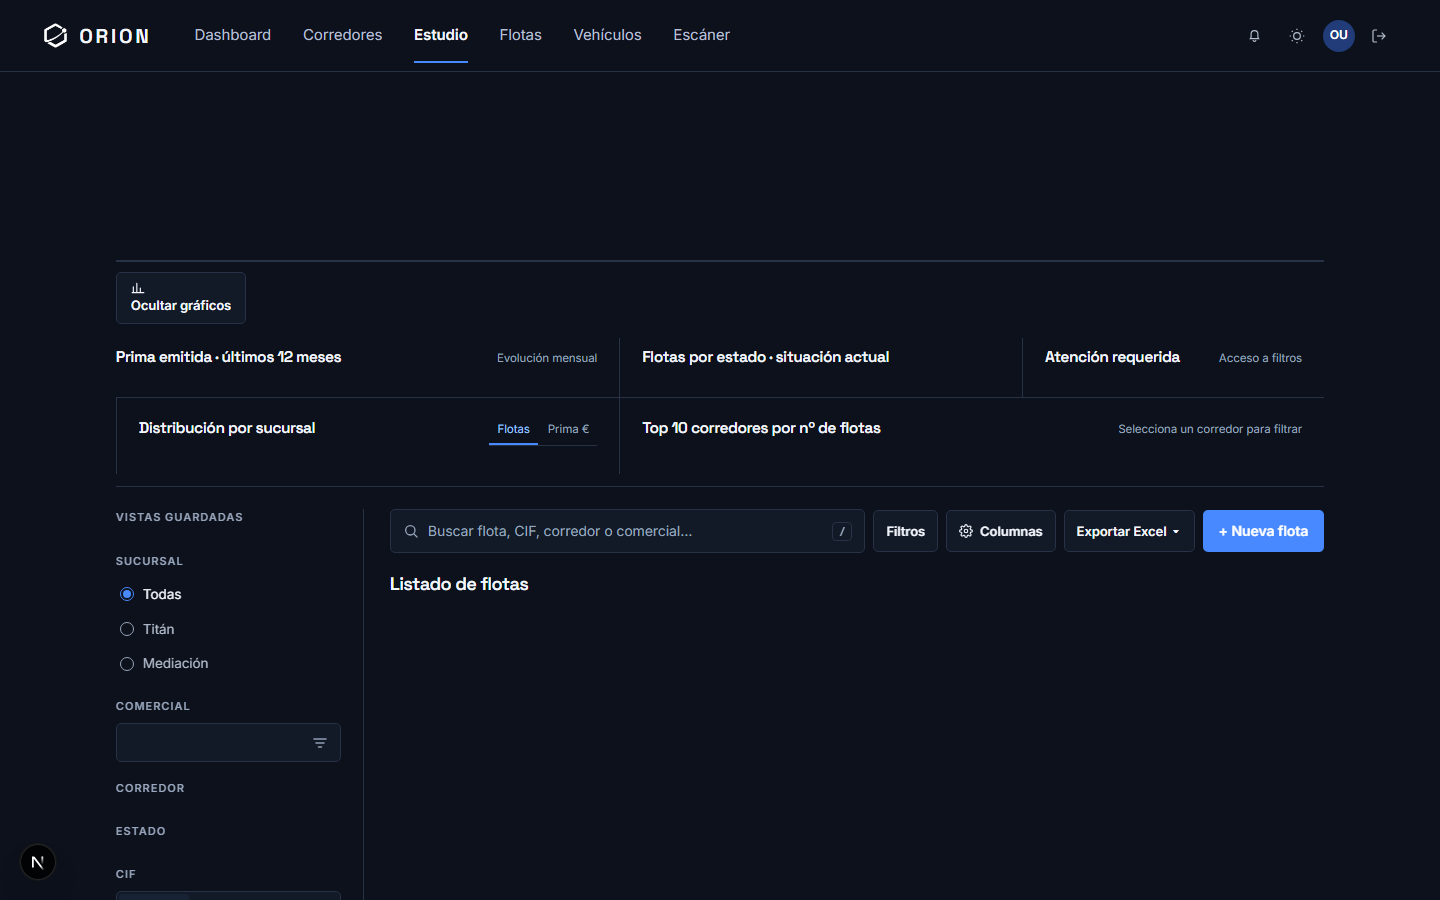 ORION
Dashboard Corredores Estudio Flotas Vehículos Escáner
OU
Ocultar gráficos
Prima emitida · últimos 12 meses
Evolución mensual
Flotas por estado · situación actual
Atención requerida
Acceso a filtros
Distribución por sucursal
Flotas Prima €
Top 10 corredores por nº de flotas
Selecciona un corredor para filtrar
VISTAS GUARDADAS
SUCURSAL
Todas
Titán
Mediación
COMERCIAL
CORREDOR
ESTADO
CIF
Buscar flota, CIF, corredor o comercial...
/
Filtros
Columnas
Exportar Excel
+ Nueva flota
Listado de flotas
N